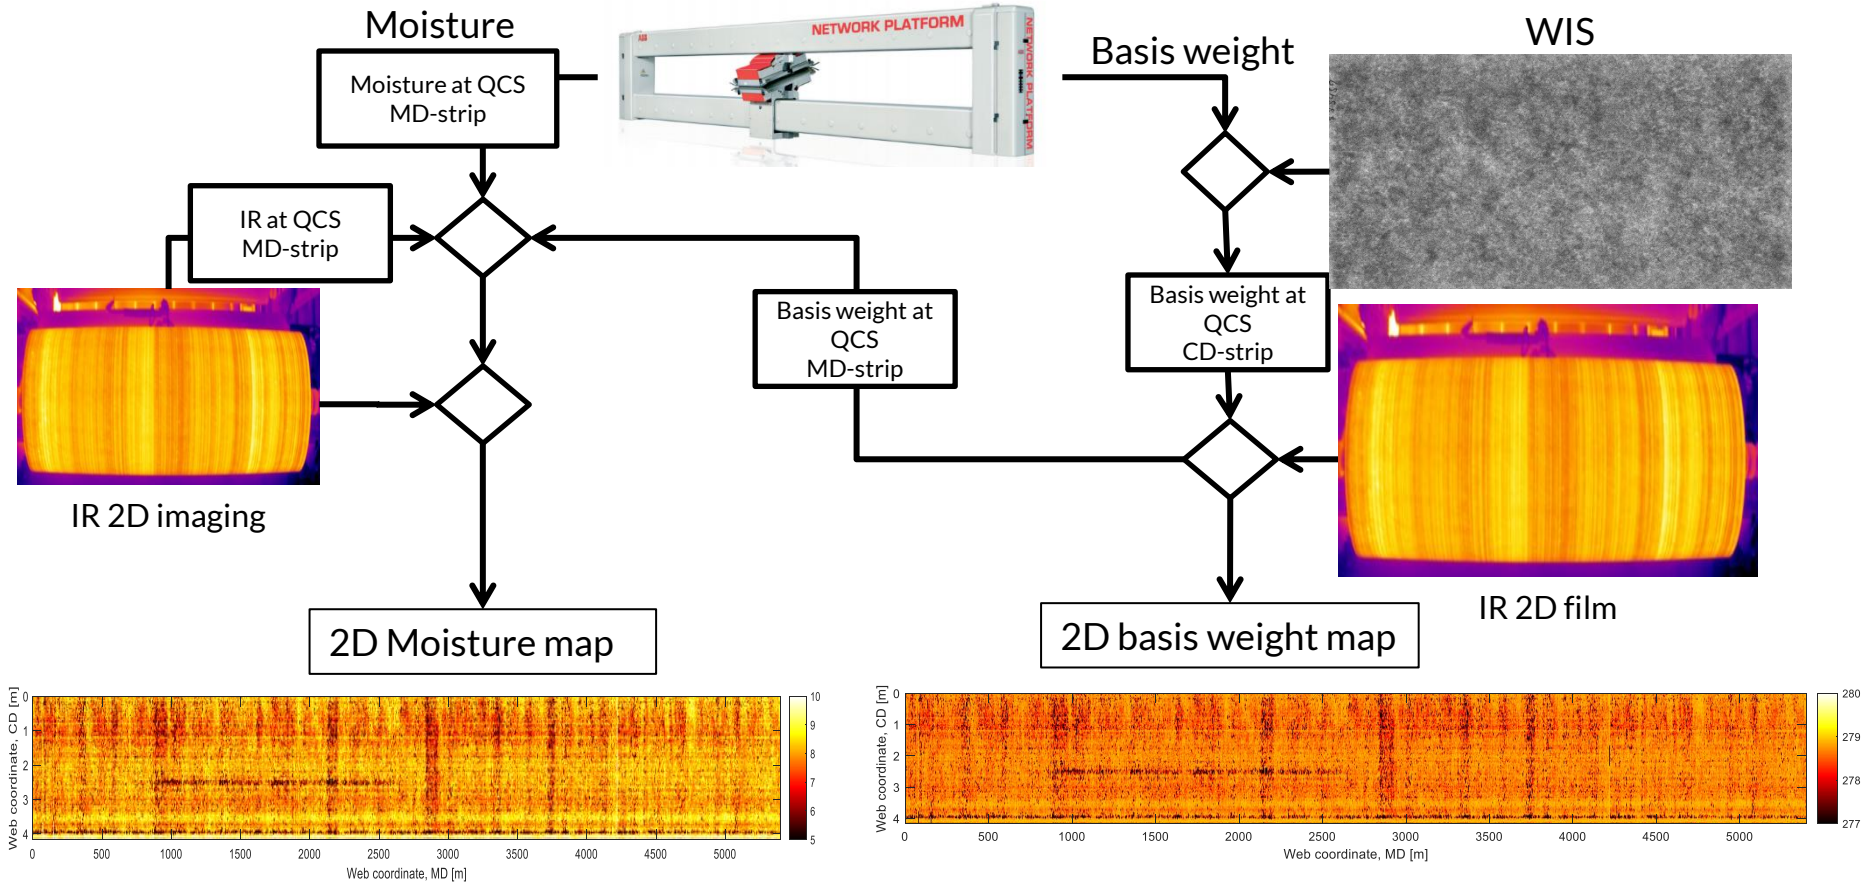 Moisture
Moisture at QCS
MD-strip
ABB
NETWORK PLATFORM
NETWORK PLATFORM
Basis weight
WIS
IR at QCS
MD-strip
Basis weight at
QCS
MD-strip
Basis weight at
QCS
CD-strip
IR 2D imaging
IR 2D film
2D Moisture map
2D basis weight map
Web coordinate, CD [m]
0
1
2
3
4
0 500 1000 1500 2000 2500 3000 3500 4000 4500 5000
Web coordinate, MD [m]
10
9
8
7
6
5
Web coordinate, CD [m]
0
1
2
3
4
0 500 1000 1500 2000 2500 3000 3500 4000 4500 5000
Web coordinate, MD [m]
280
279
278
277